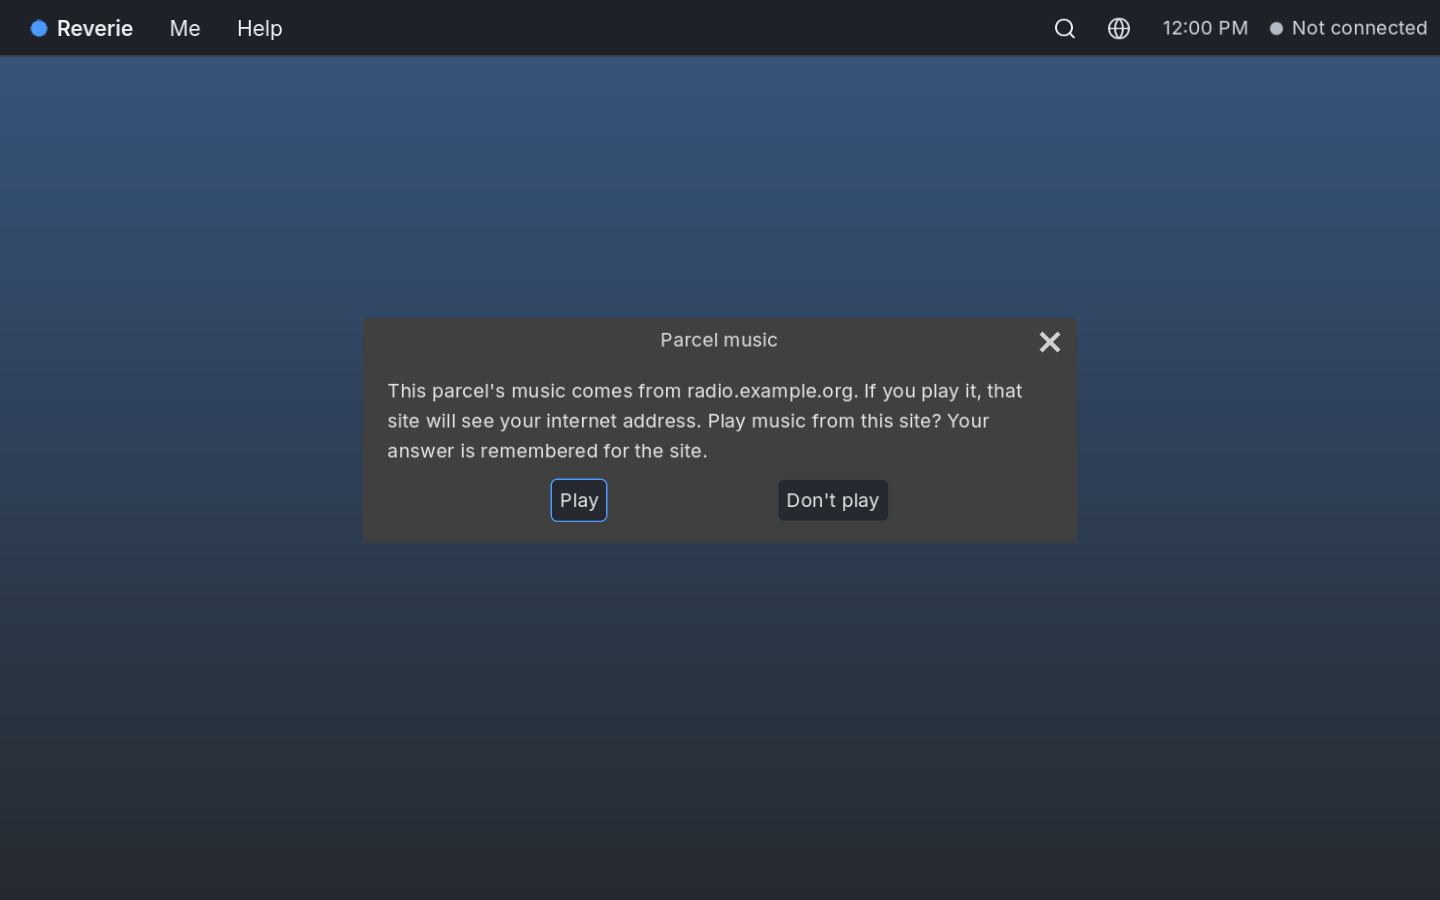 Reverie Me Help 12:00 PM Not connected
Parcel music
This parcel's music comes from radio.example.org. If you play it, that
site will see your internet address. Play music from this site? Your
answer is remembered for the site.
Play Don't play